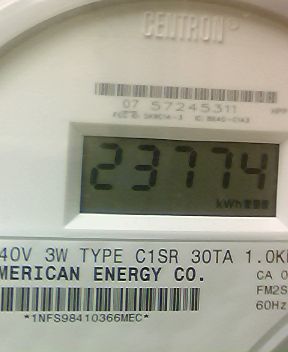 CENTRON®
07 57245311
23774
kWh
40V 3W TYPE C1SR 30TA 1.0K
MERICAN ENERGY CO.
CA 0
FM2S
60Hz
*1NFS98410366MEC*